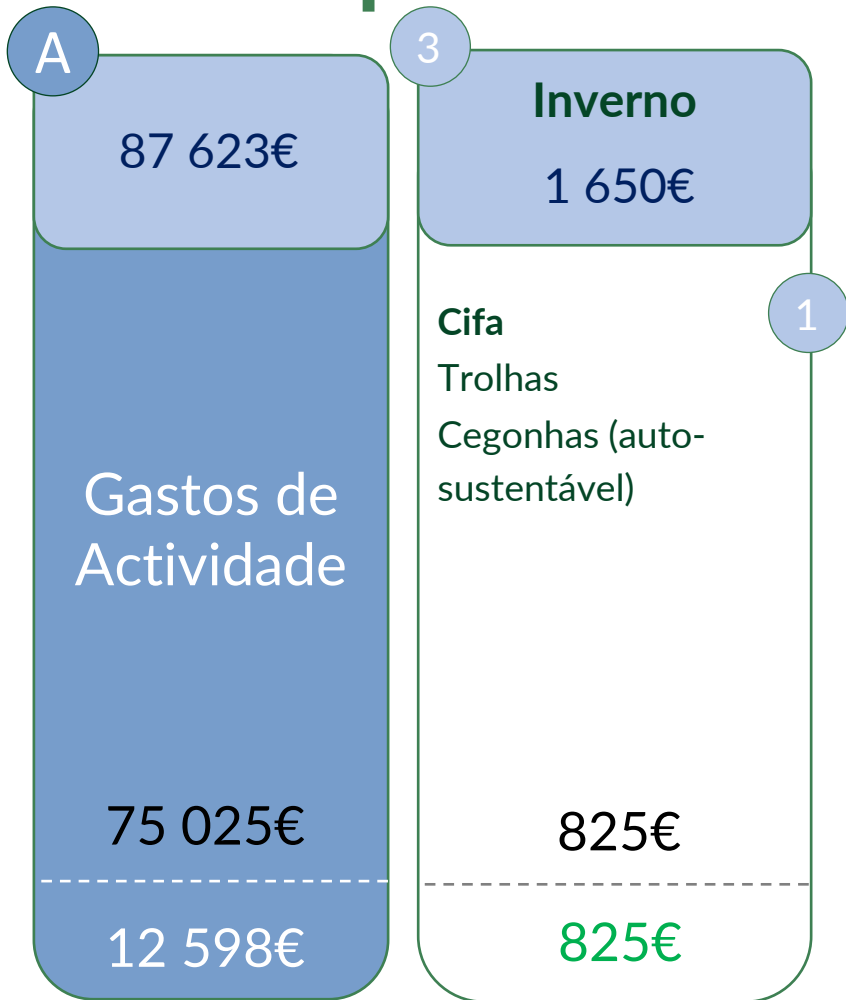 A
87 623€
Gastos de
Actividade
75 025€
12 598€
3
Inverno
1 650€
1
Cifa
Trolhas
Cegonhas (auto-
sustentável)
825€
825€